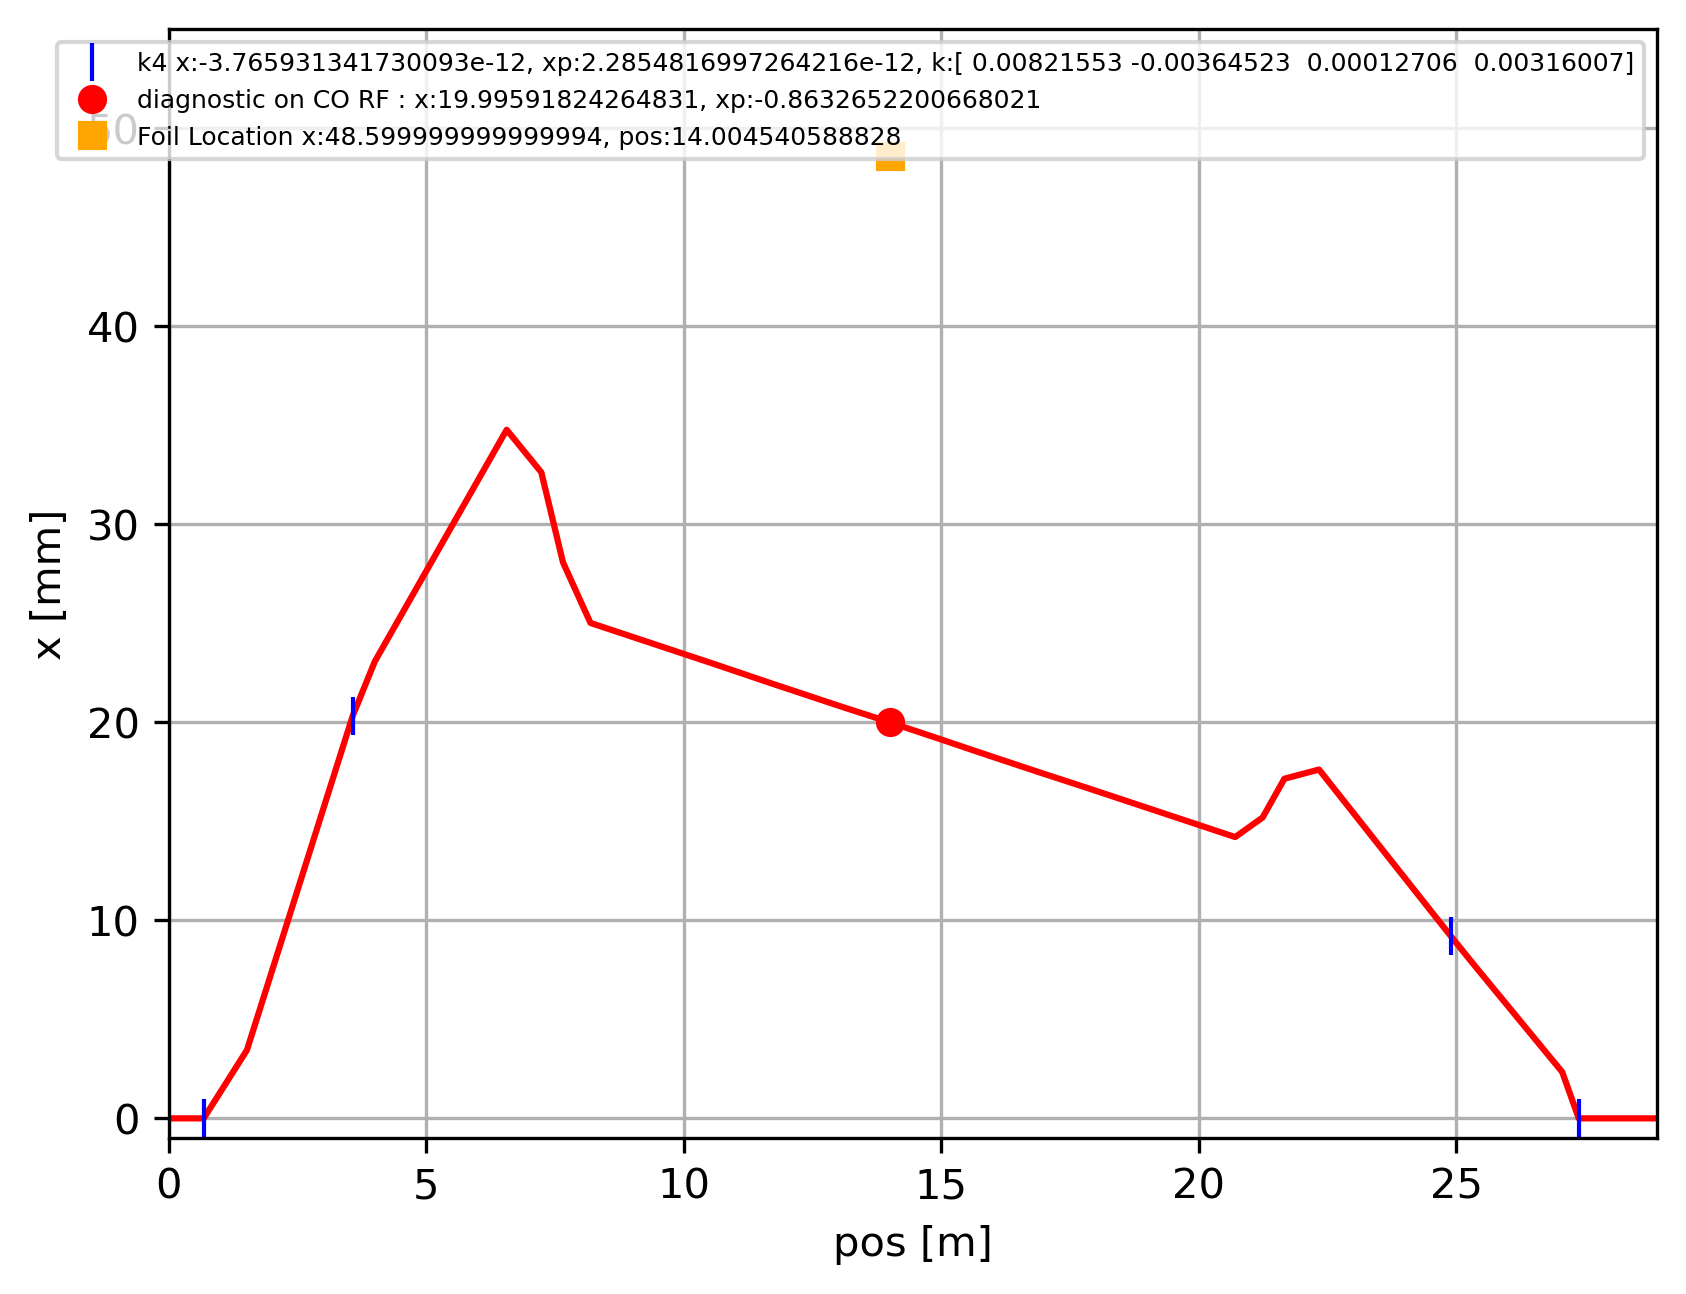 k4 x:-3.765931341730093e-12, xp:2.2854816997264216e-12, k:[ 0.00821553 -0.00364523  0.00012706  0.00316007]
diagnostic on CO RF : x:19.99591824264831, xp:-0.8632652200668021
Foil Location x:48.599999999999994, pos:14.004540588828
50
40
30
20
10
0
x [mm]
0 5 10 15 20 25
pos [m]